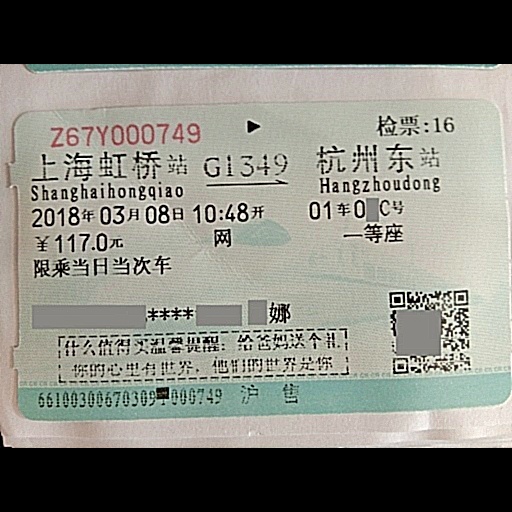 Z67Y000749 检票:16
上海虹桥站 G1349 杭州东站
Shanghaihongqiao Hangzhoudong
2018年03月08日 10:48开 01车0 C号
￥117.0元 网 一等座
限乘当日当次车
**** 娜
什么值得买温馨提醒：给爸妈送个礼
你的心里有世界，他们的世界是你
66100300670309 000749 沪售